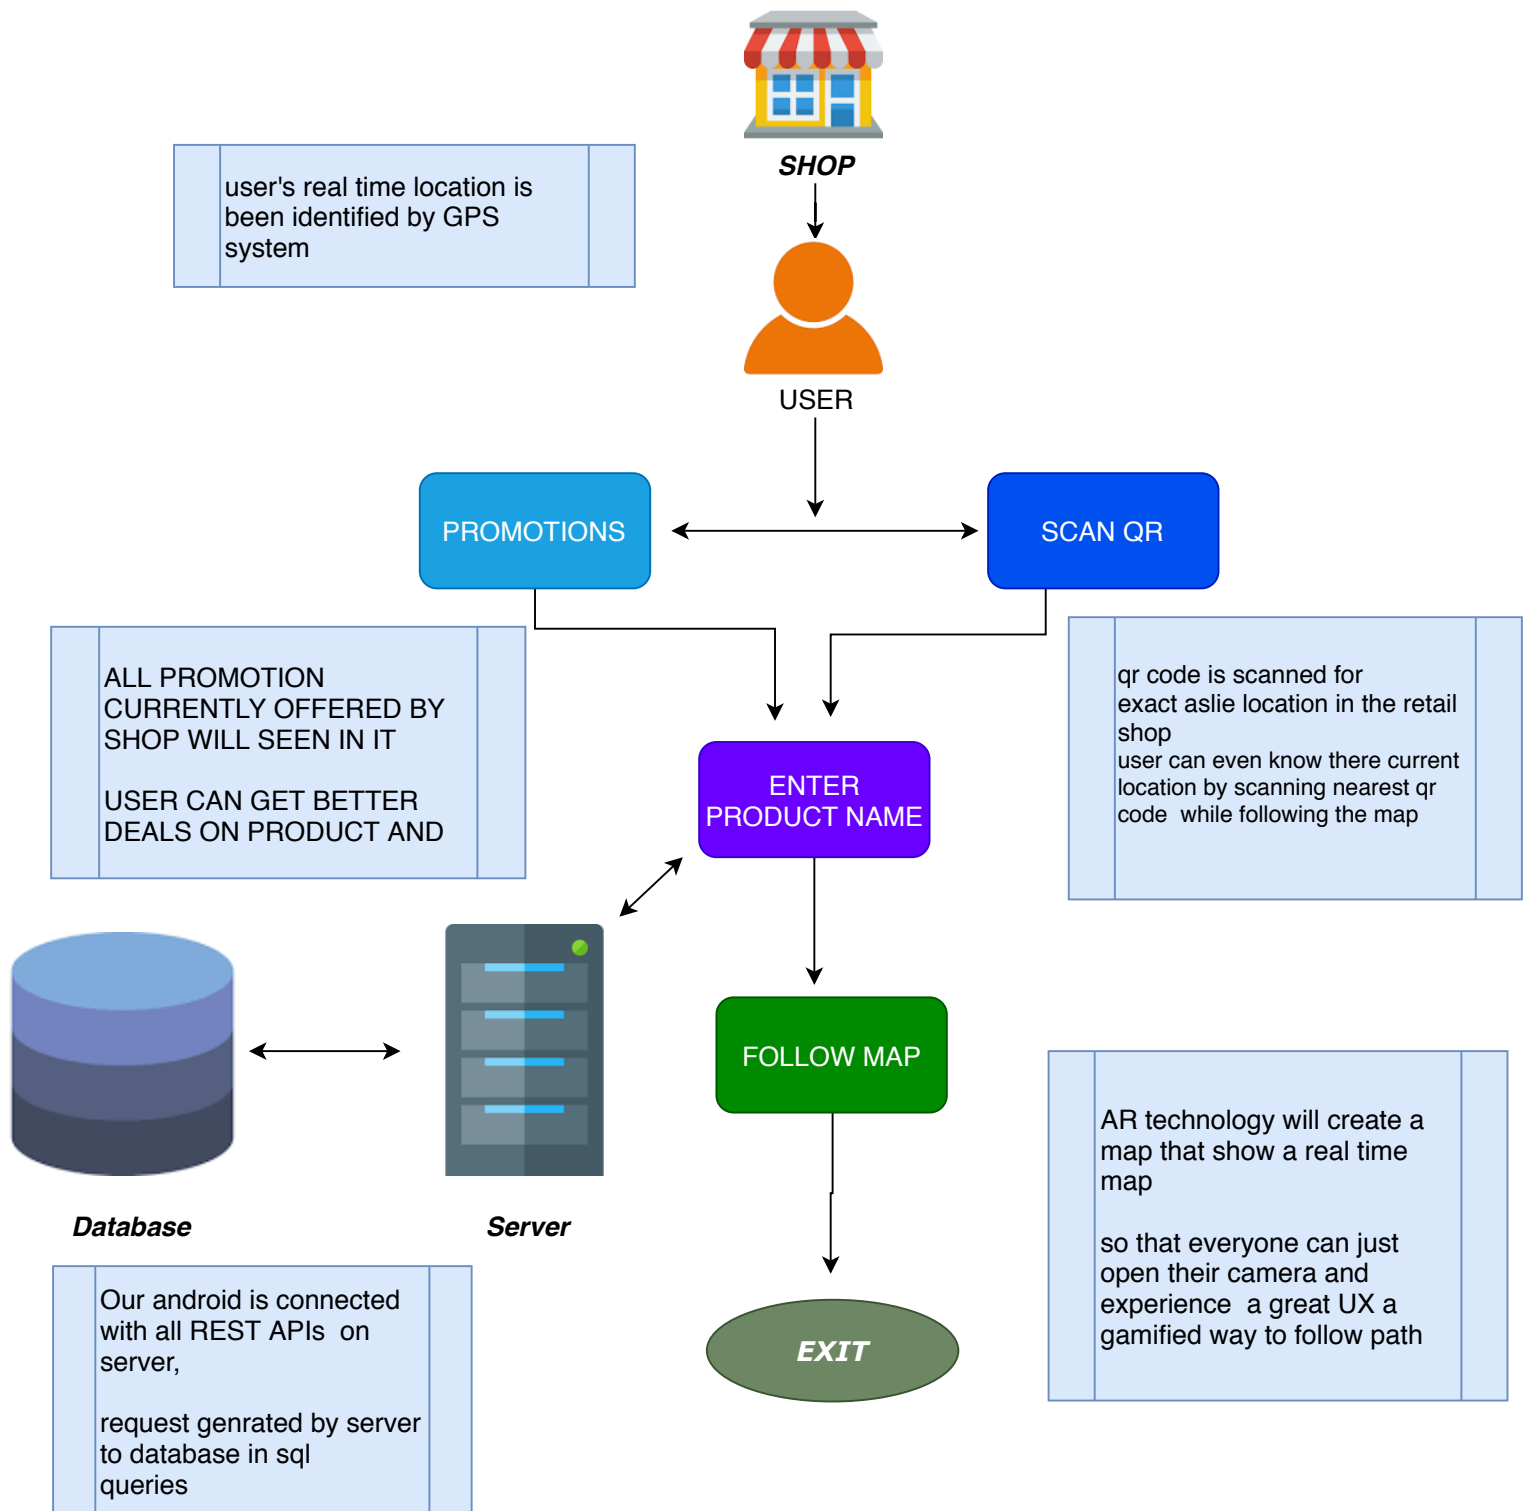 SHOP
user's real time location is
been identified by GPS
system
USER
PROMOTIONS
SCAN QR
ALL PROMOTION
CURRENTLY OFFERED BY
SHOP WILL SEEN IN IT
USER CAN GET BETTER
DEALS ON PRODUCT AND
qr code is scanned for
exact aslie location in the retail
shop
user can even know there current
location by scanning nearest qr
code  while following the map
ENTER
PRODUCT NAME
FOLLOW MAP
Database
Server
AR technology will create a
map that show a real time
map
so that everyone can just
open their camera and
experience  a great UX a
gamified way to follow path
Our android is connected
with all REST APIs  on
server,
request genrated by server
to database in sql
queries
EXIT